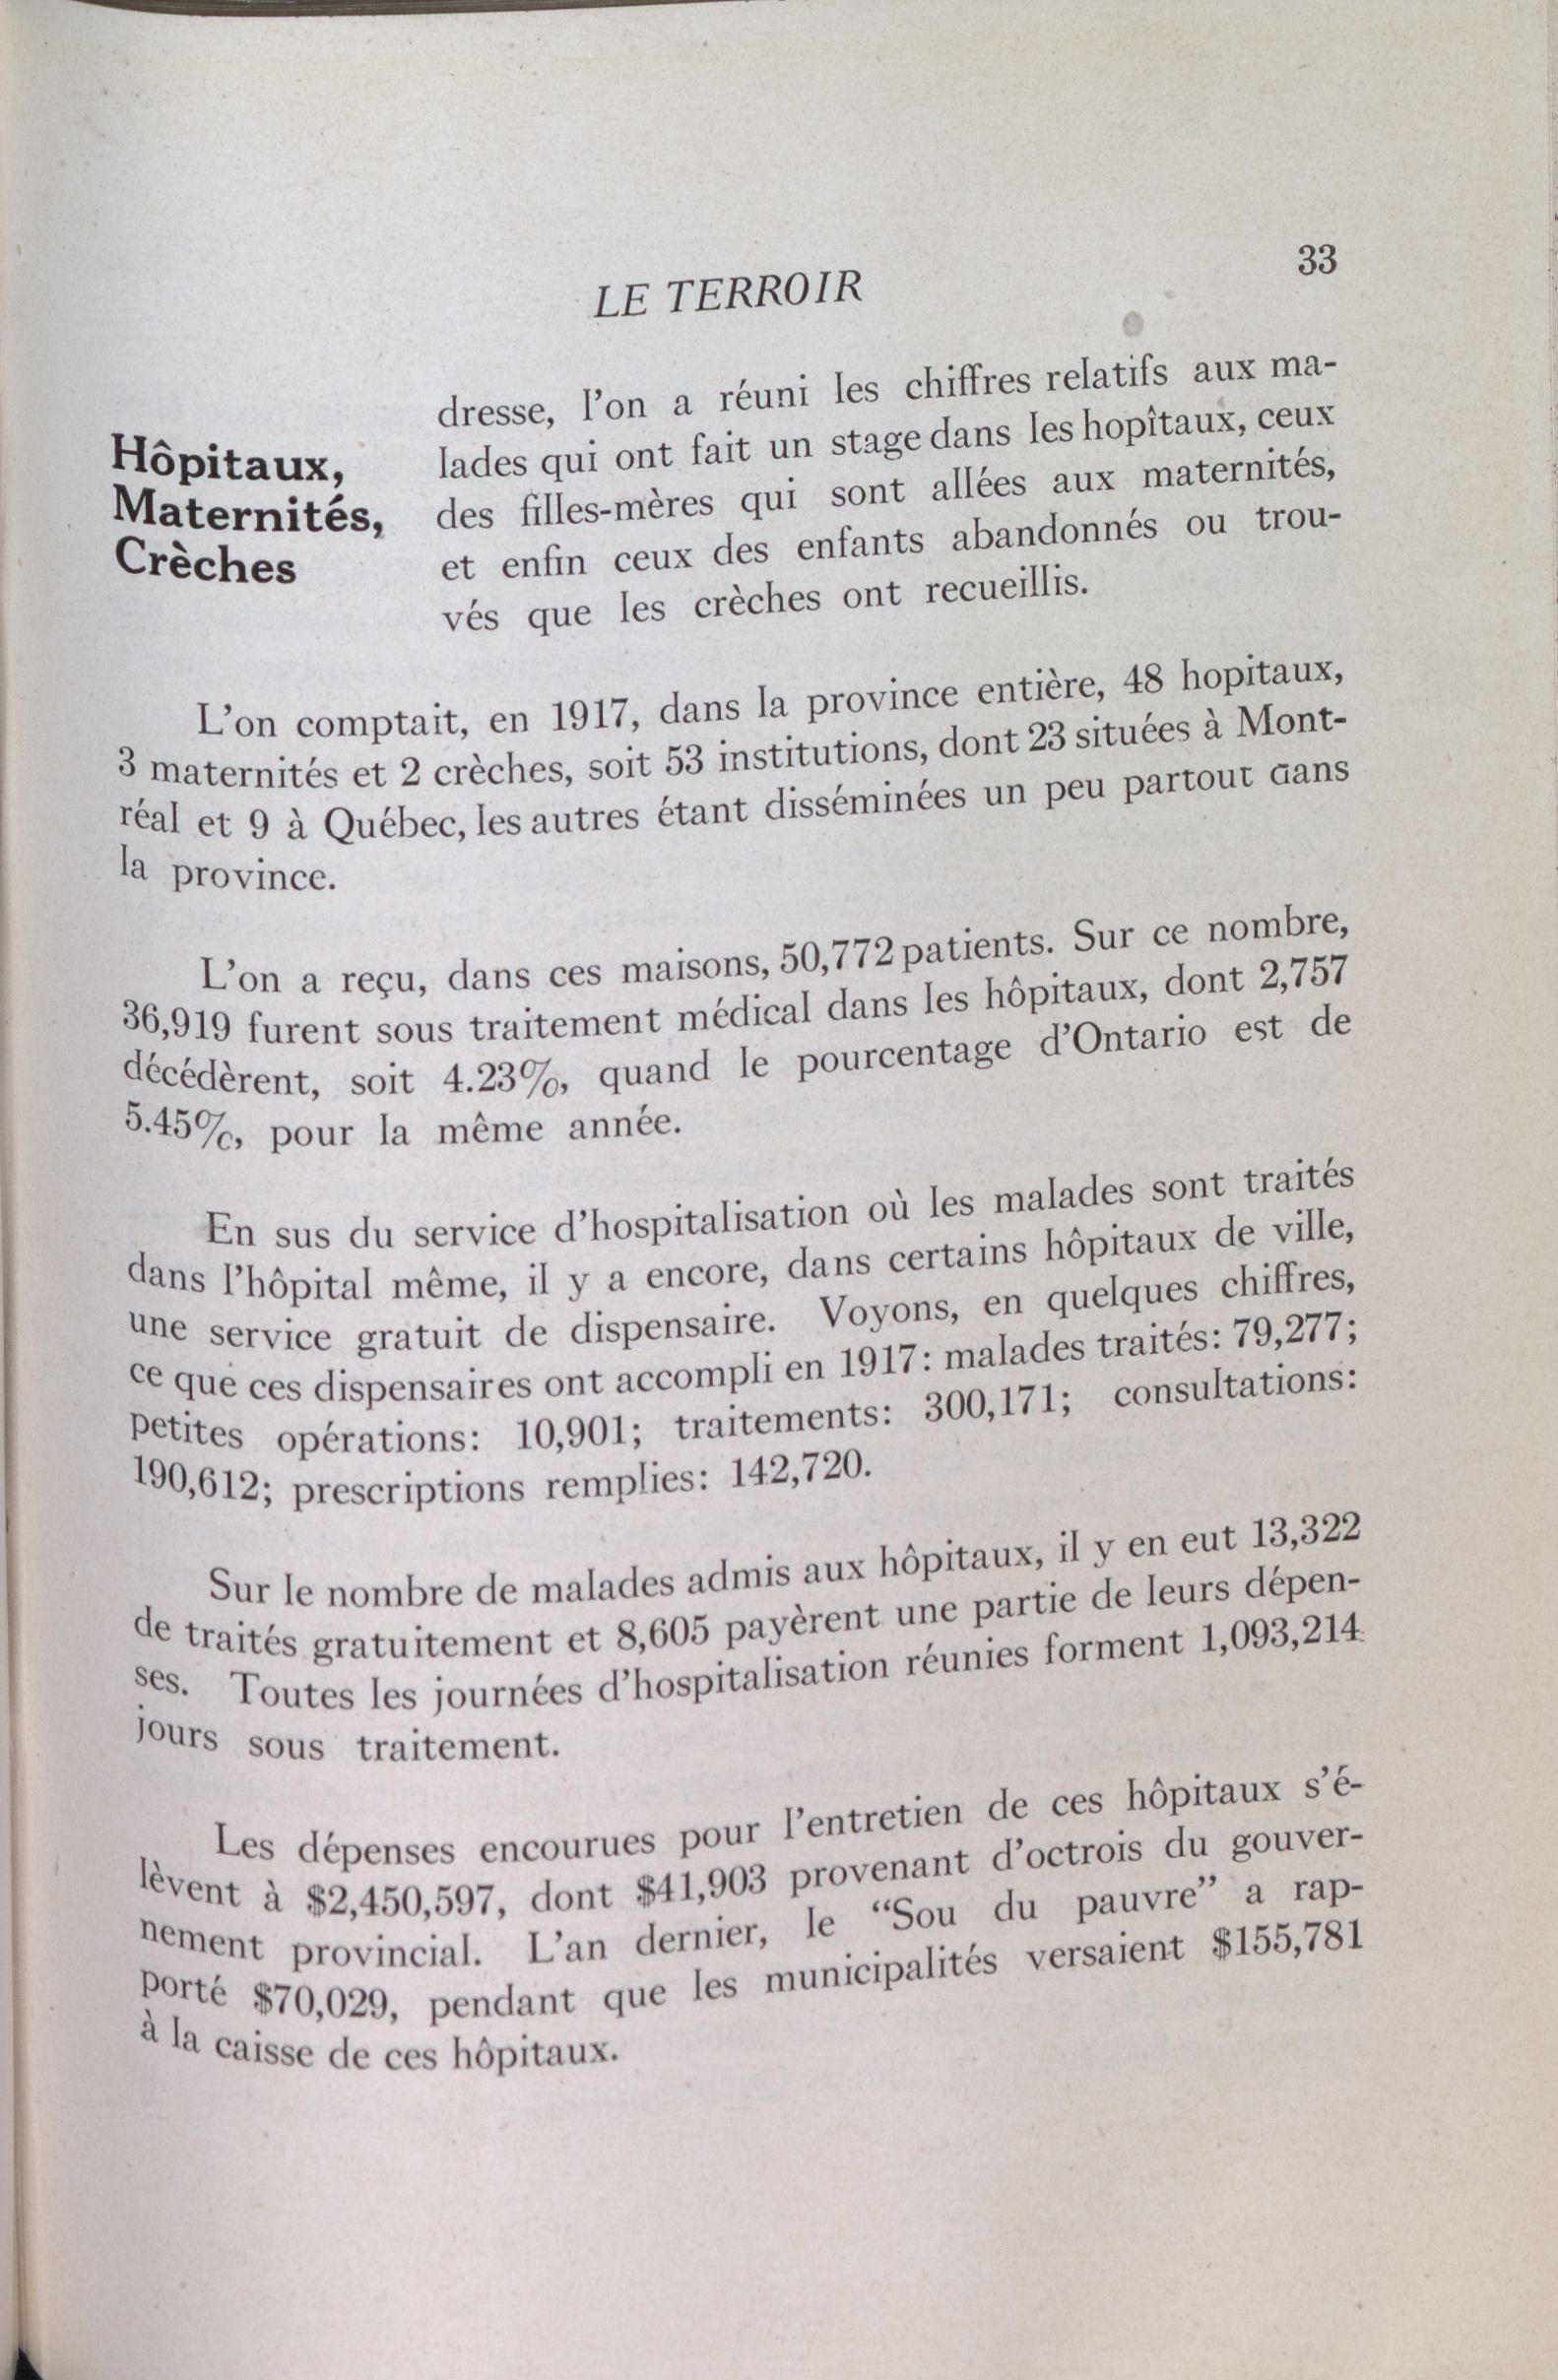 33
LE TERROIR
Hôpitaux,
Maternités,
Crèches
dresse, l'on a réuni les chiffres relatifs aux ma-
lades qui ont fait un stage dans les hopîtaux, ceux
des filles-mères qui sont allées aux maternités,
et enfin ceux des enfants abandonnés ou trou-
vés que les crèches ont recueillis.
L'on comptait, en 1917, dans la province entière, 48 hopitaux,
3 maternités et 2 crèches, soit 53 institutions, dont 23 situées à Mont-
réal et 9 à Québec, les autres étant disséminées un peu partout dans
la province.
L'on a reçu, dans ces maisons, 50,772 patients. Sur ce nombre,
36,919 furent sous traitement médical dans les hôpitaux, dont 2,757
décédèrent, soit 4.23%, quand le pourcentage d'Ontario est de
5.45%, pour la même année.
En sus du service d'hospitalisation où les malades sont traités
dans l'hôpital même, il y a encore, dans certains hôpitaux de ville,
une service gratuit de dispensaire. Voyons, en quelques chiffres,
ce que ces dispensaires ont accompli en 1917: malades traités: 79,277;
petites opérations: 10,901; traitements: 300,171; consultations:
190,612; prescriptions remplies: 142,720.
Sur le nombre de malades admis aux hôpitaux, il y en eut 13,322
de traités gratuitement et 8,605 payèrent une partie de leurs dépen-
ses. Toutes les journées d'hospitalisation réunies forment 1,093,214
jours sous traitement.
Les dépenses encourues pour l'entretien de ces hôpitaux s'é-
lèvent à $2,450,597, dont $41,903 provenant d'octrois du gouver-
nement provincial. L'an dernier, le “Sou du pauvre” a rap-
porté $70,029, pendant que les municipalités versaient $155,781
à la caisse de ces hôpitaux.